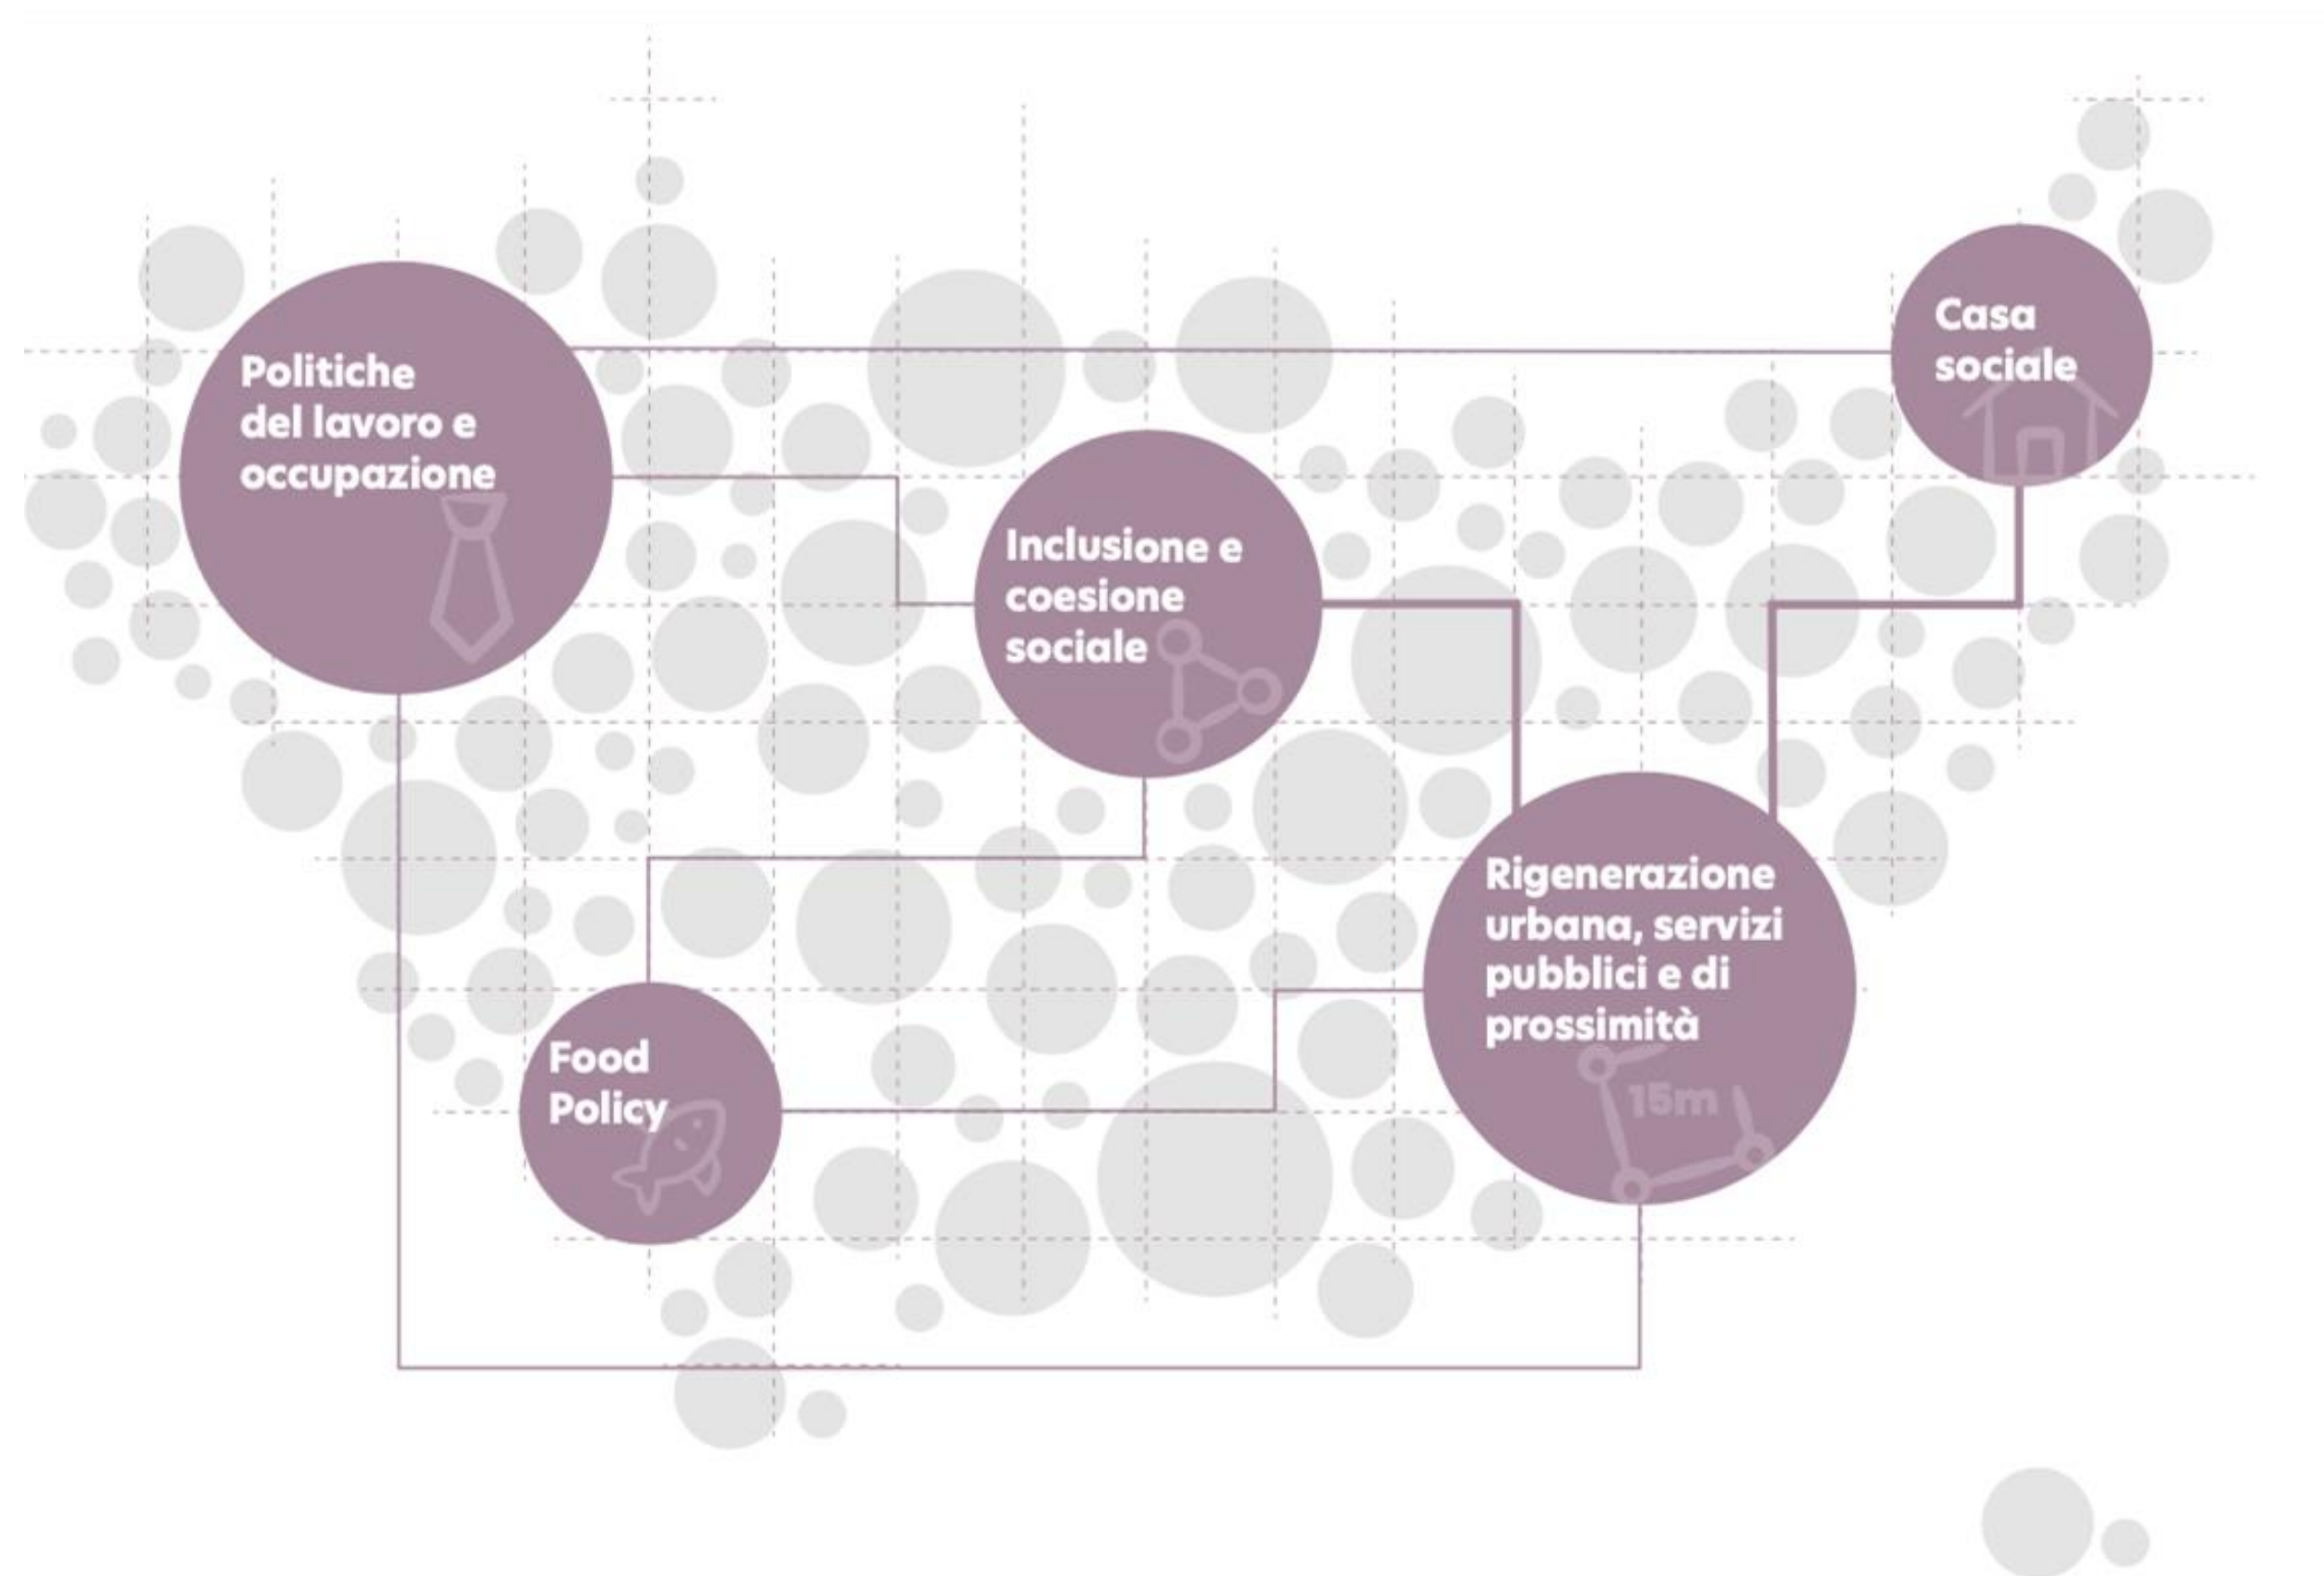 Politiche
del lavoro e
occupazione
Casa
sociale
Inclusione e
coesione
sociale
Rigenerazione
urbana, servizi
pubblici e di
prossimità
15m
Food
Policy